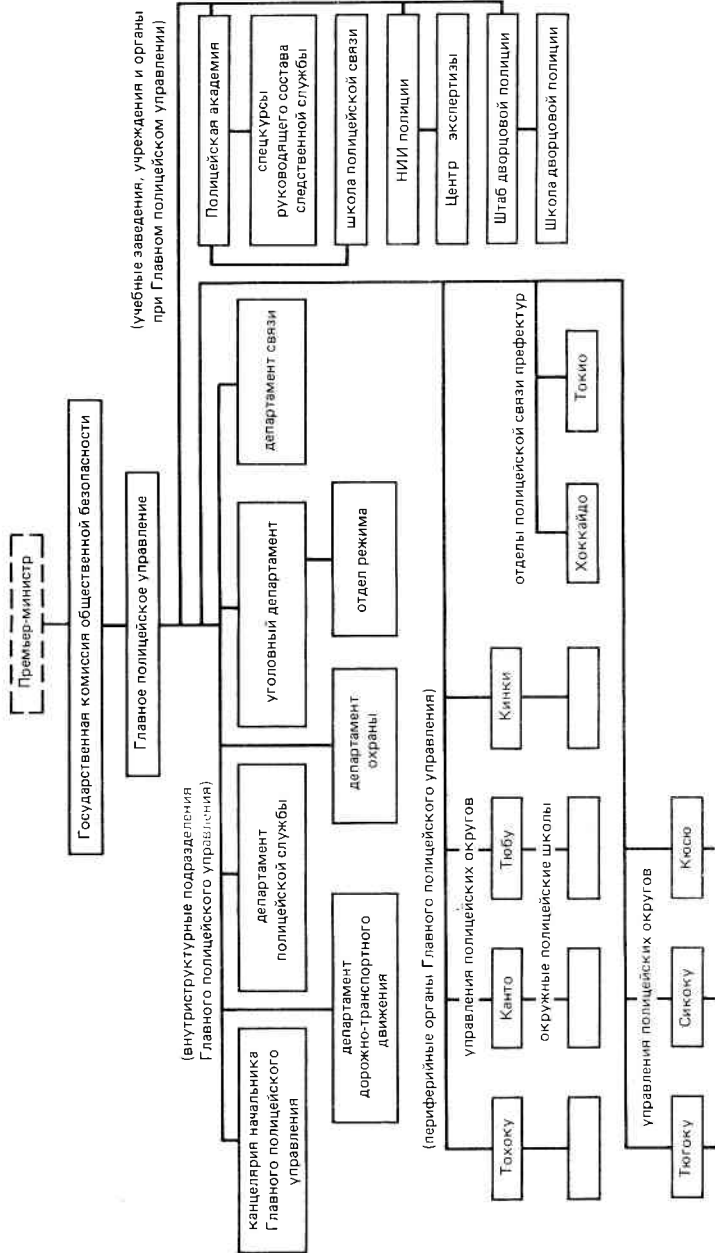 Премьер-министр
Государственная комиссия общественной безопасности
Главное полицейское управление
(учебные заведения, учреждения и органы
при Главном полицейском управлении)
Полицейская академия
спецкурсы
руководящего состава
следственной службы
школа полицейской связи
НИИ полиции
Центр экспертизы
Штаб дворцовой полиции
Школа дворцовой полиции
(внутриструктурные подразделения
Главного полицейского управления)
канцелярия начальника
Главного полицейского
управления
департамент
полицейской службы
уголовный департамент
департамент связи
департамент
дорожно-транспортного
движения
департамент
охраны
отдел режима
(периферийные органы Главного полицейского управления)
управления полицейских округов
Тохоку
Канто
Тюбу
Кинки
окружные полицейские школы
отделы полицейской связи префектур
Хоккайдо
Токио
управления полицейских округов
Тюгоку
Сикоку
Кюсю